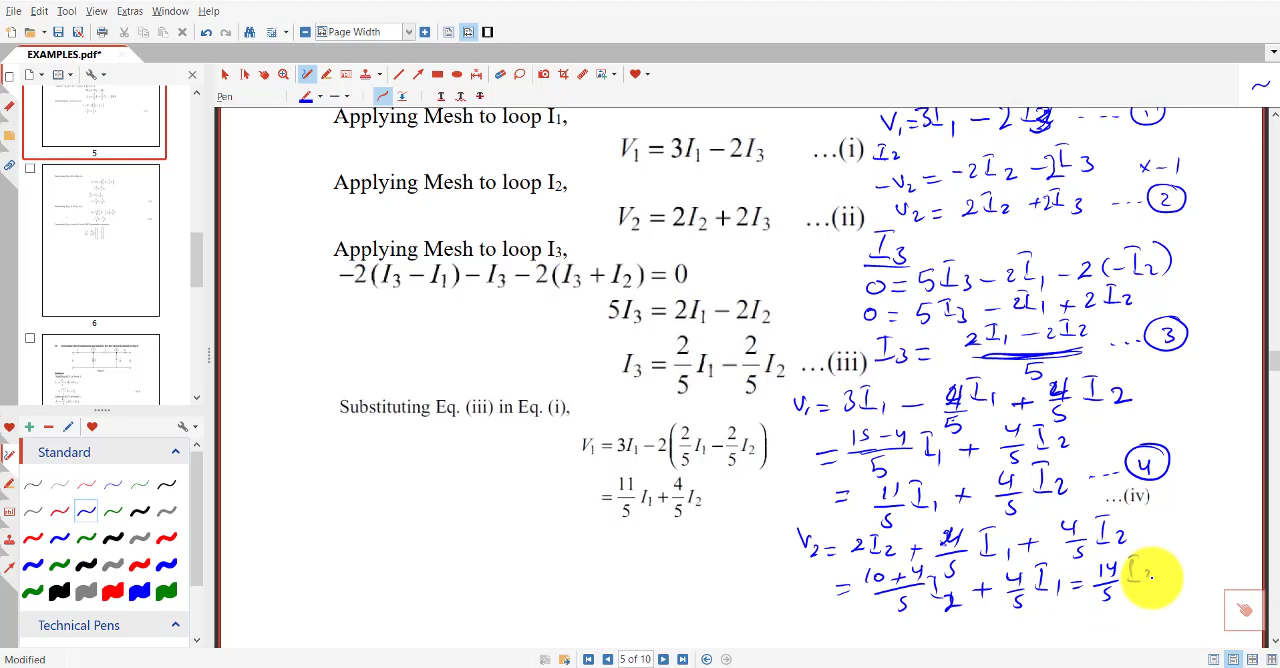 File Edit Tool View Extras Window Help
Page Width
EXAMPLES.pdf*
Pen
5
6
Standard
Technical Pens
Modified
5 of 10
Applying Mesh to loop I₁,
V₁ = 3I₁ − 2I₃ …(i)
Applying Mesh to loop I₂,
V₂ = 2I₂ + 2I₃ …(ii)
Applying Mesh to loop I₃,
−2(I₃ − I₁) − I₃ − 2(I₃ + I₂) = 0
5I₃ = 2I₁ − 2I₂
I₃ = 2/5 I₁ − 2/5 I₂ …(iii)
Substituting Eq. (iii) in Eq. (i),
V₁ = 3I₁ − 2(2/5 I₁ − 2/5 I₂)
= 11/5 I₁ + 4/5 I₂
…(iv)
V₁ = 3I₁ − 2I₃ ---- 1
I₂
−V₂ = −2I₂ − 2I₃ x −1
V₂ = 2I₂ + 2I₃ ---- 2
I₃
0 = 5I₃ − 2I₁ − 2(−I₂)
0 = 5I₃ − 2I₁ + 2I₂
I₃ = 2I₁ − 2I₂ / 5 ---- 3
V₁ = 3I₁ − 4/5 I₁ + 4/5 I₂
= 15−4/5 I₁ + 4/5 I₂
= 11/5 I₁ + 4/5 I₂ ---- 4
V₂ = 2I₂ + 4/5 I₁ + 4/5 I₂
= 10+4/5 I₂ + 4/5 I₁ = 14/5 I₂